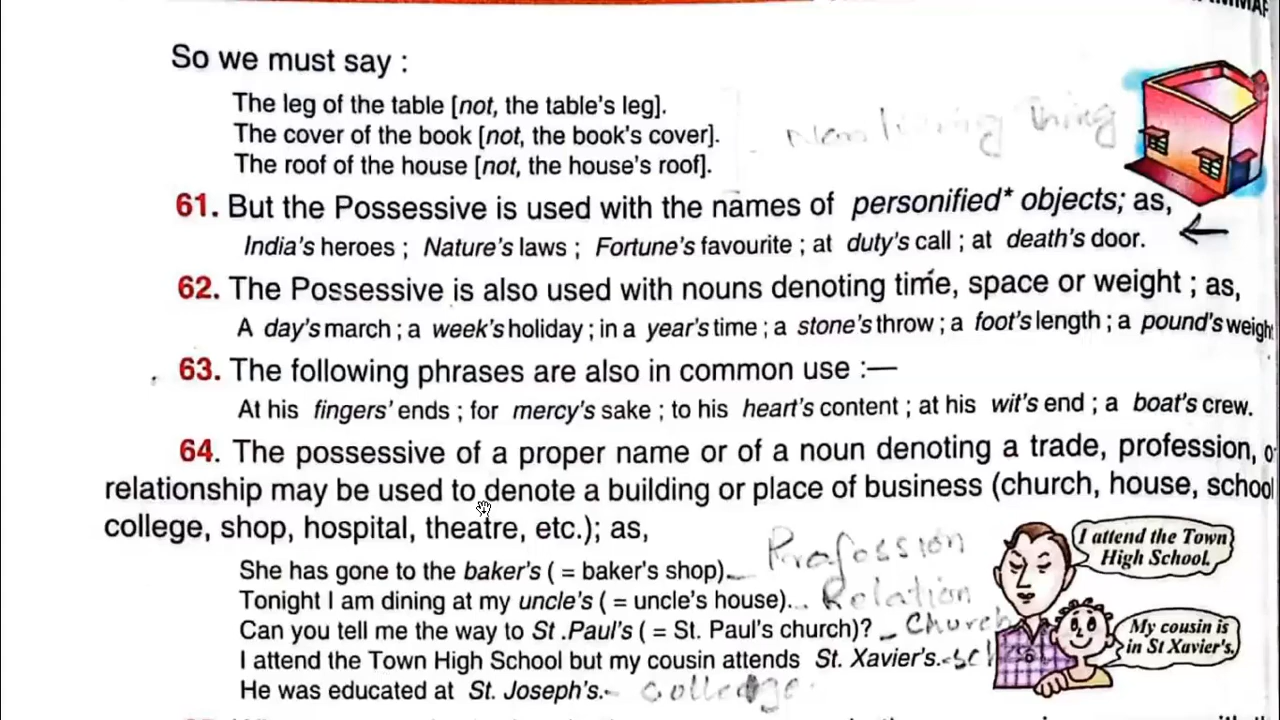 So we must say :
The leg of the table [not, the table's leg].
The cover of the book [not, the book's cover].
The roof of the house [not, the house's roof].
Non living thing
61. But the Possessive is used with the names of personified* objects; as,
India's heroes ; Nature's laws ; Fortune's favourite ; at duty's call ; at death's door.
62. The Possessive is also used with nouns denoting time, space or weight ; as,
A day's march ; a week's holiday ; in a year's time ; a stone's throw ; a foot's length ; a pound's weigh
63. The following phrases are also in common use :—
At his fingers' ends ; for mercy's sake ; to his heart's content ; at his wit's end ; a boat's crew.
64. The possessive of a proper name or of a noun denoting a trade, profession, o
relationship may be used to denote a building or place of business (church, house, school
college, shop, hospital, theatre, etc.); as,
She has gone to the baker's ( = baker's shop). Profession
Tonight I am dining at my uncle's ( = uncle's house). Relation
Can you tell me the way to St .Paul's ( = St. Paul's church)? Church
I attend the Town High School but my cousin attends St. Xavier's.
He was educated at St. Joseph's. Colledge
I attend the Town
High School.
My cousin is
in St Xavier's.